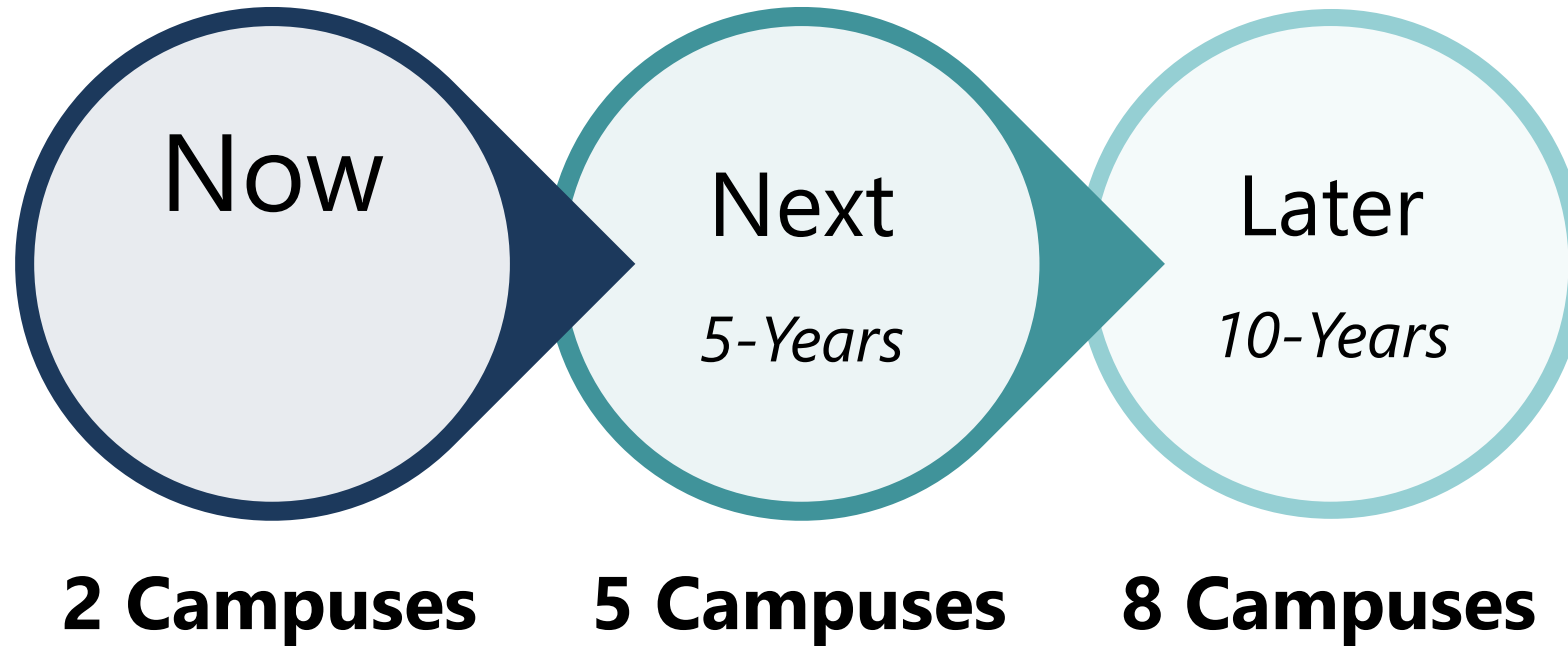 Now
Next
5-Years
Later
10-Years
2 Campuses
5 Campuses
8 Campuses